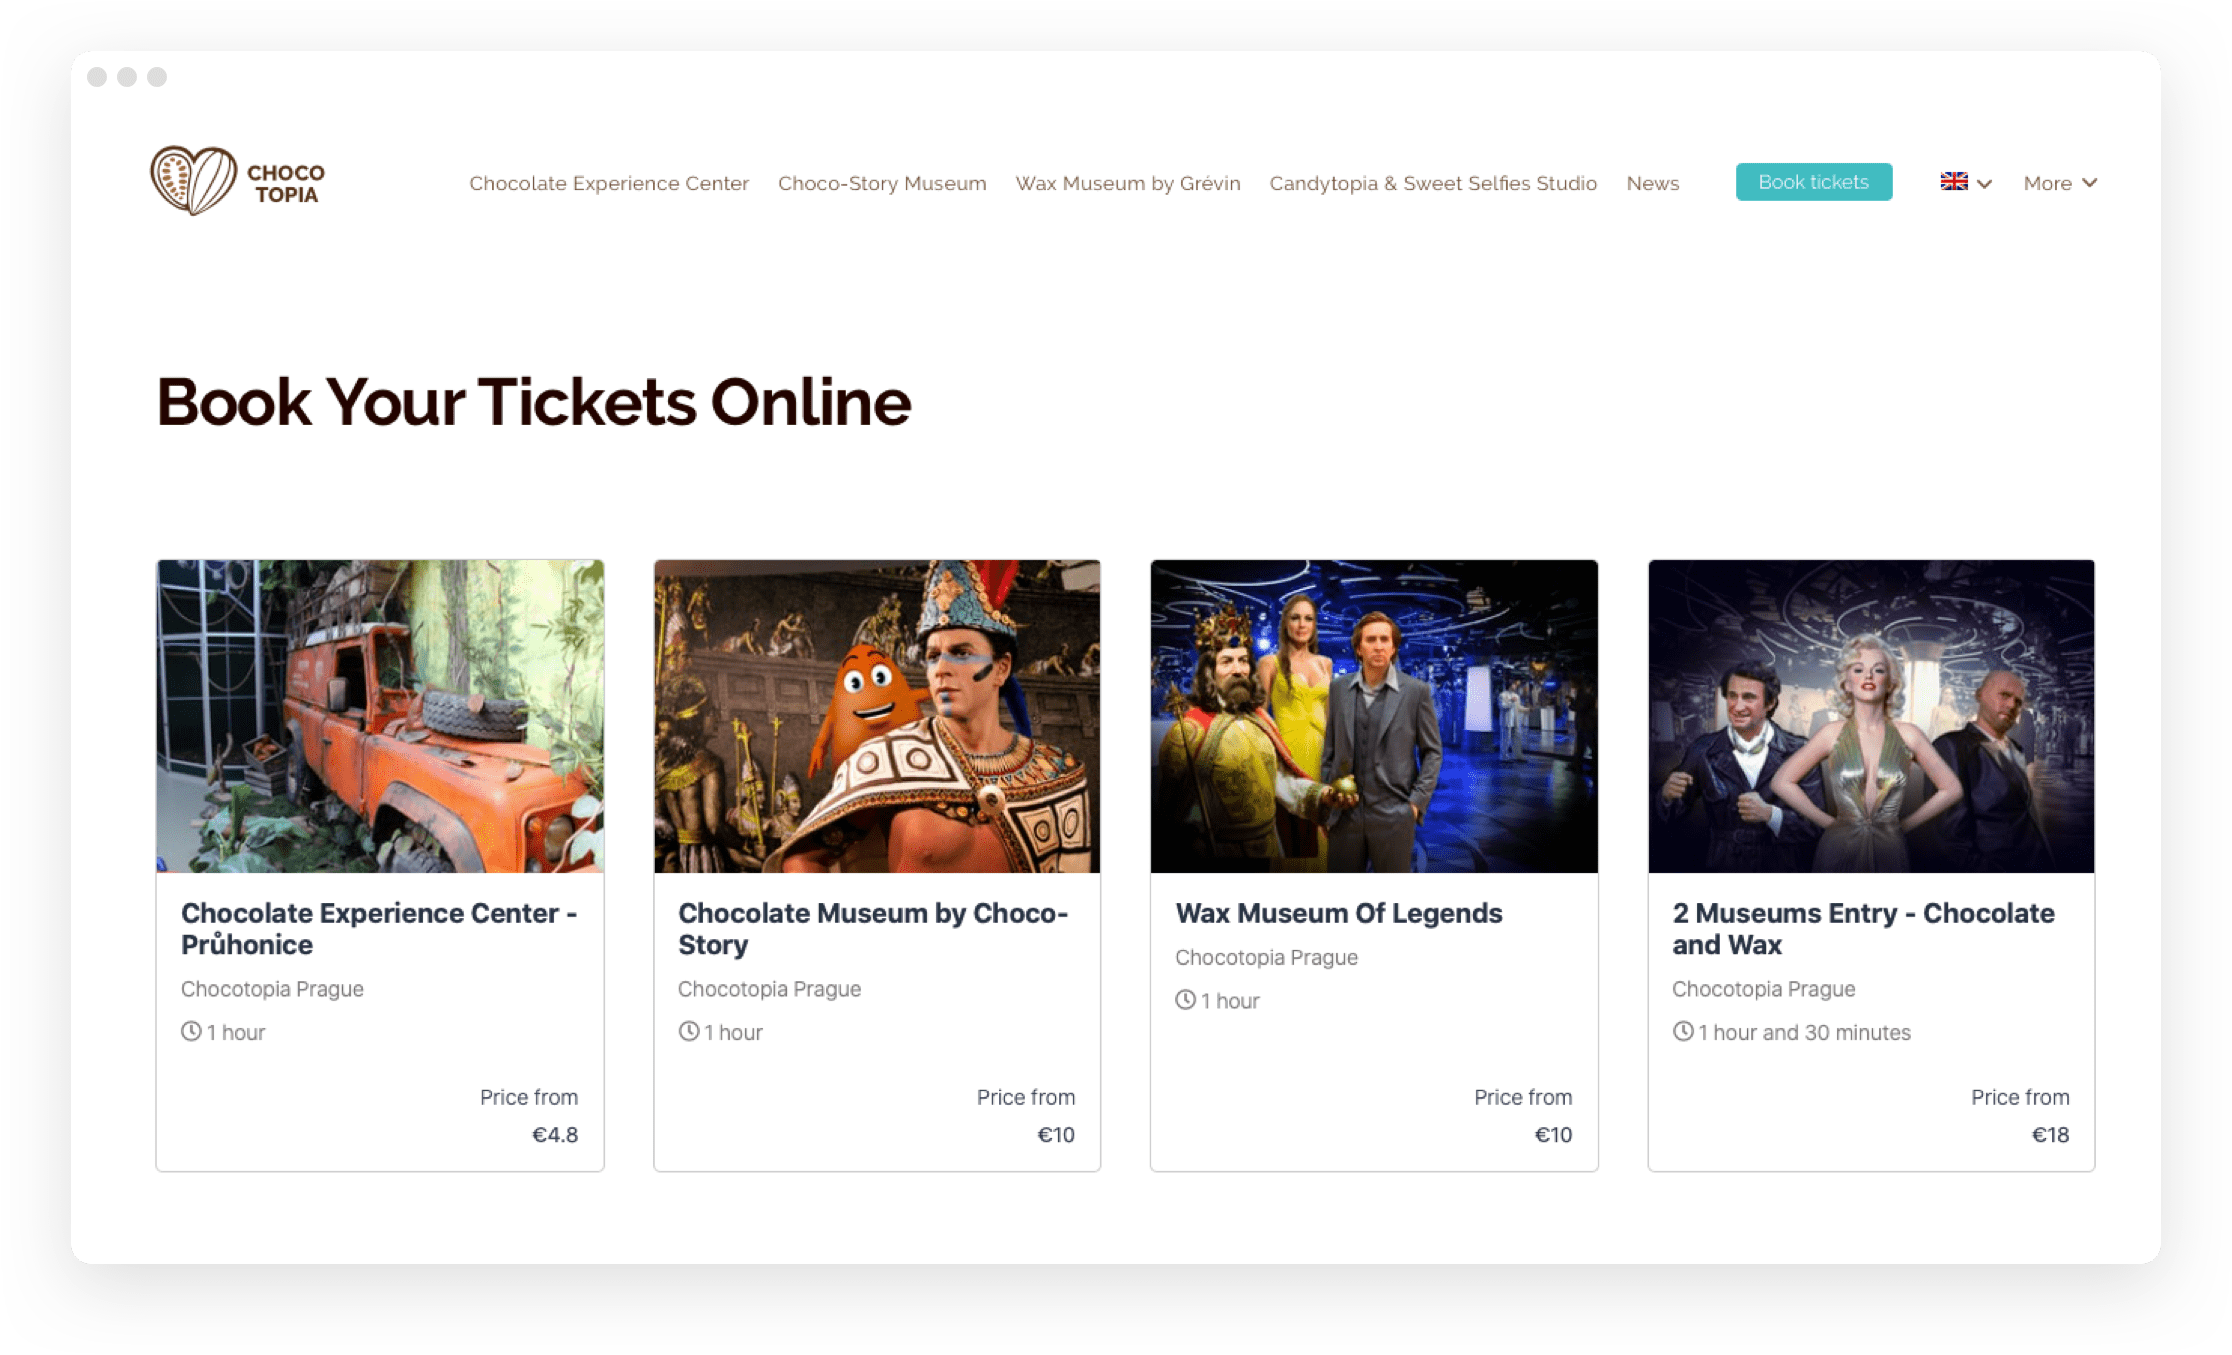 CHOCO
TOPIA
Chocolate Experience Center
Choco-Story Museum
Wax Museum by Grévin
Candytopia & Sweet Selfies Studio
News
Book tickets
More
Book Your Tickets Online
Chocolate Experience Center -
Průhonice
Chocotopia Prague
1 hour
Price from
€4.8
Chocolate Museum by Choco-
Story
Chocotopia Prague
1 hour
Price from
€10
Wax Museum Of Legends
Chocotopia Prague
1 hour
Price from
€10
2 Museums Entry - Chocolate
and Wax
Chocotopia Prague
1 hour and 30 minutes
Price from
€18